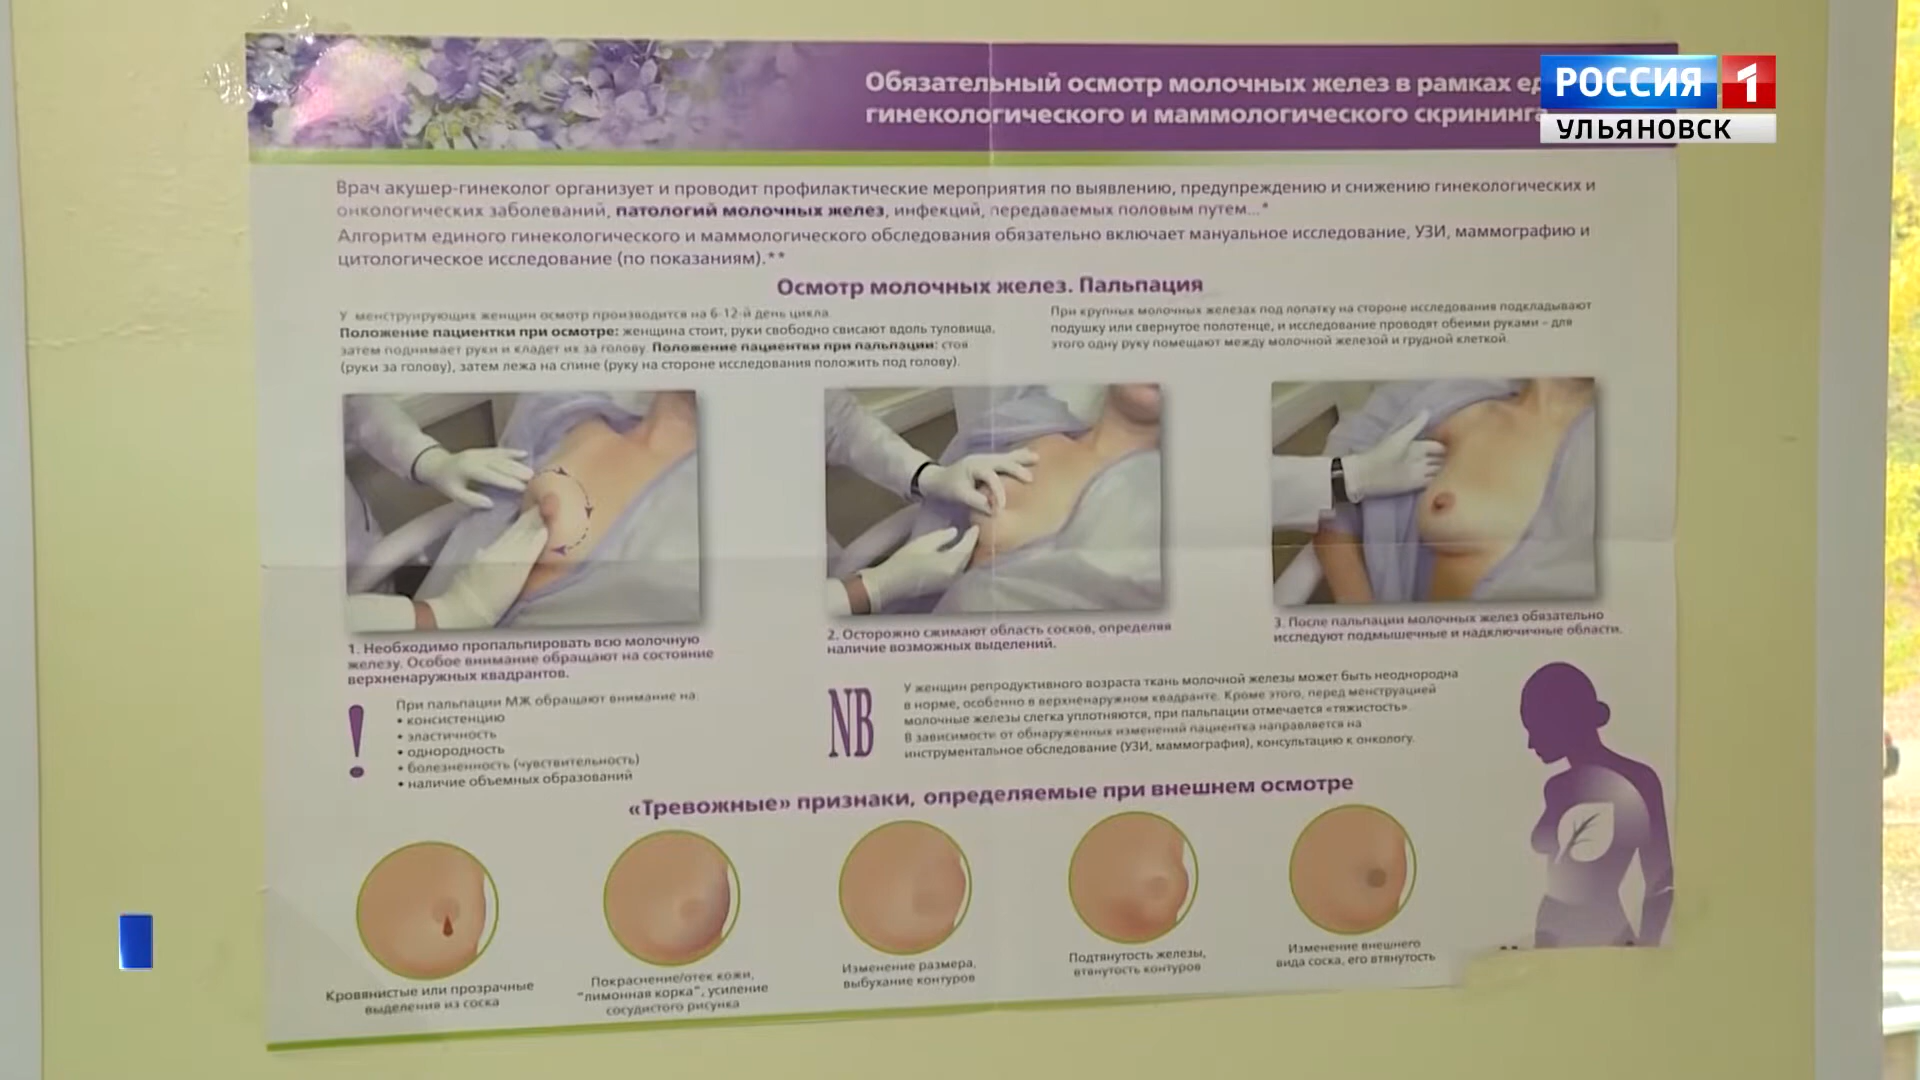 Обязательный осмотр молочных желез в рамках
РОССИЯ 1
гинекологического и маммологического скрининга
УЛЬЯНОВСК
Врач акушер-гинеколог организует и проводит профилактические мероприятия по выявлению, предупреждению и снижению гинекологических и
онкологических заболеваний, патологий молочных желез, инфекций, передаваемых половым путем...*
Алгоритм единого гинекологического и маммологического обследования обязательно включает мануальное исследование, УЗИ, маммографию и
цитологическое исследование (по показаниям).**
Осмотр молочных желез. Пальпация
У менструирующих женщин осмотр производится на 6-12-й день цикла.
Положение пациентки при осмотре: женщина стоит, руки свободно свисают вдоль туловища,
затем поднимает руки и кладет их за голову. Положение пациентки при пальпации: стоя
(руки за голову), затем лежа на спине (руку на стороне исследования положить под голову).
При крупных молочных железах под лопатку на стороне исследования подкладывают
подушку или свернутое полотенце, и исследование проводят обеими руками – для
этого одну руку помещают между молочной железой и грудной клеткой.
1. Необходимо пропальпировать всю молочную
железу. Особое внимание обращают на состояние
верхненаружных квадрантов.
2. Осторожно сжимают область сосков, определяя
наличие возможных выделений.
3. После пальпации молочных желез обязательно
исследуют подмышечные и надключичные области.
!
При пальпации МЖ обращают внимание на:
• консистенцию
• эластичность
• однородность
• болезненность (чувствительность)
• наличие объемных образований
NB
У женщин репродуктивного возраста ткань молочной железы может быть неоднородна
в норме, особенно в верхненаружном квадранте. Кроме этого, перед менструацией
молочные железы слегка уплотняются, при пальпации отмечается «тяжистость».
В зависимости от обнаруженных изменений пациентка направляется на
инструментальное обследование (УЗИ, маммография), консультацию к онкологу.
«Тревожные» признаки, определяемые при внешнем осмотре
Кровянистые или прозрачные
выделения из соска
Покраснение/отек кожи,
"лимонная корка", усиление
сосудистого рисунка
Изменение размера,
выбухание контуров
Подтянутость железы,
втянутость контуров
Изменение внешнего
вида соска, его втянутость